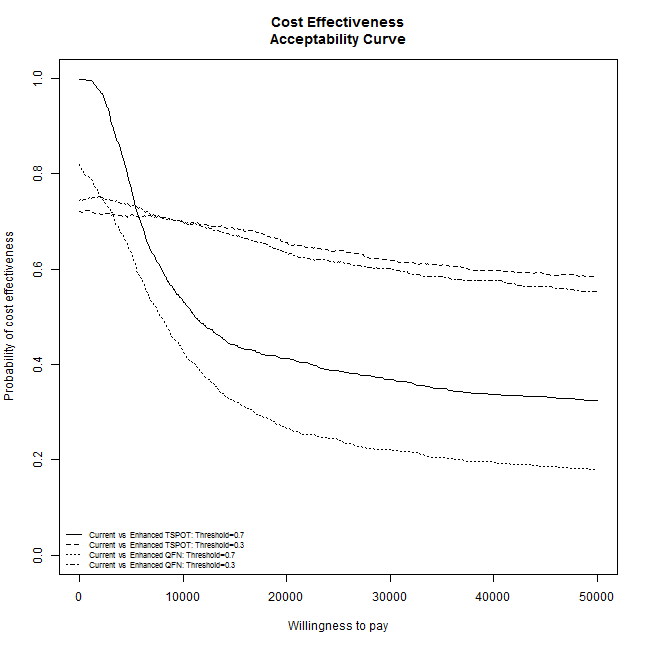 Cost Effectiveness
Acceptability Curve
Probability of cost effectiveness
1.0
0.8
0.6
0.4
0.2
0.0
Current vs Enhanced TSPOT: Threshold=0.7
Current vs Enhanced TSPOT: Threshold=0.3
Current vs Enhanced QFN: Threshold=0.7
Current vs Enhanced QFN: Threshold=0.3
0 10000 20000 30000 40000 50000
Willingness to pay